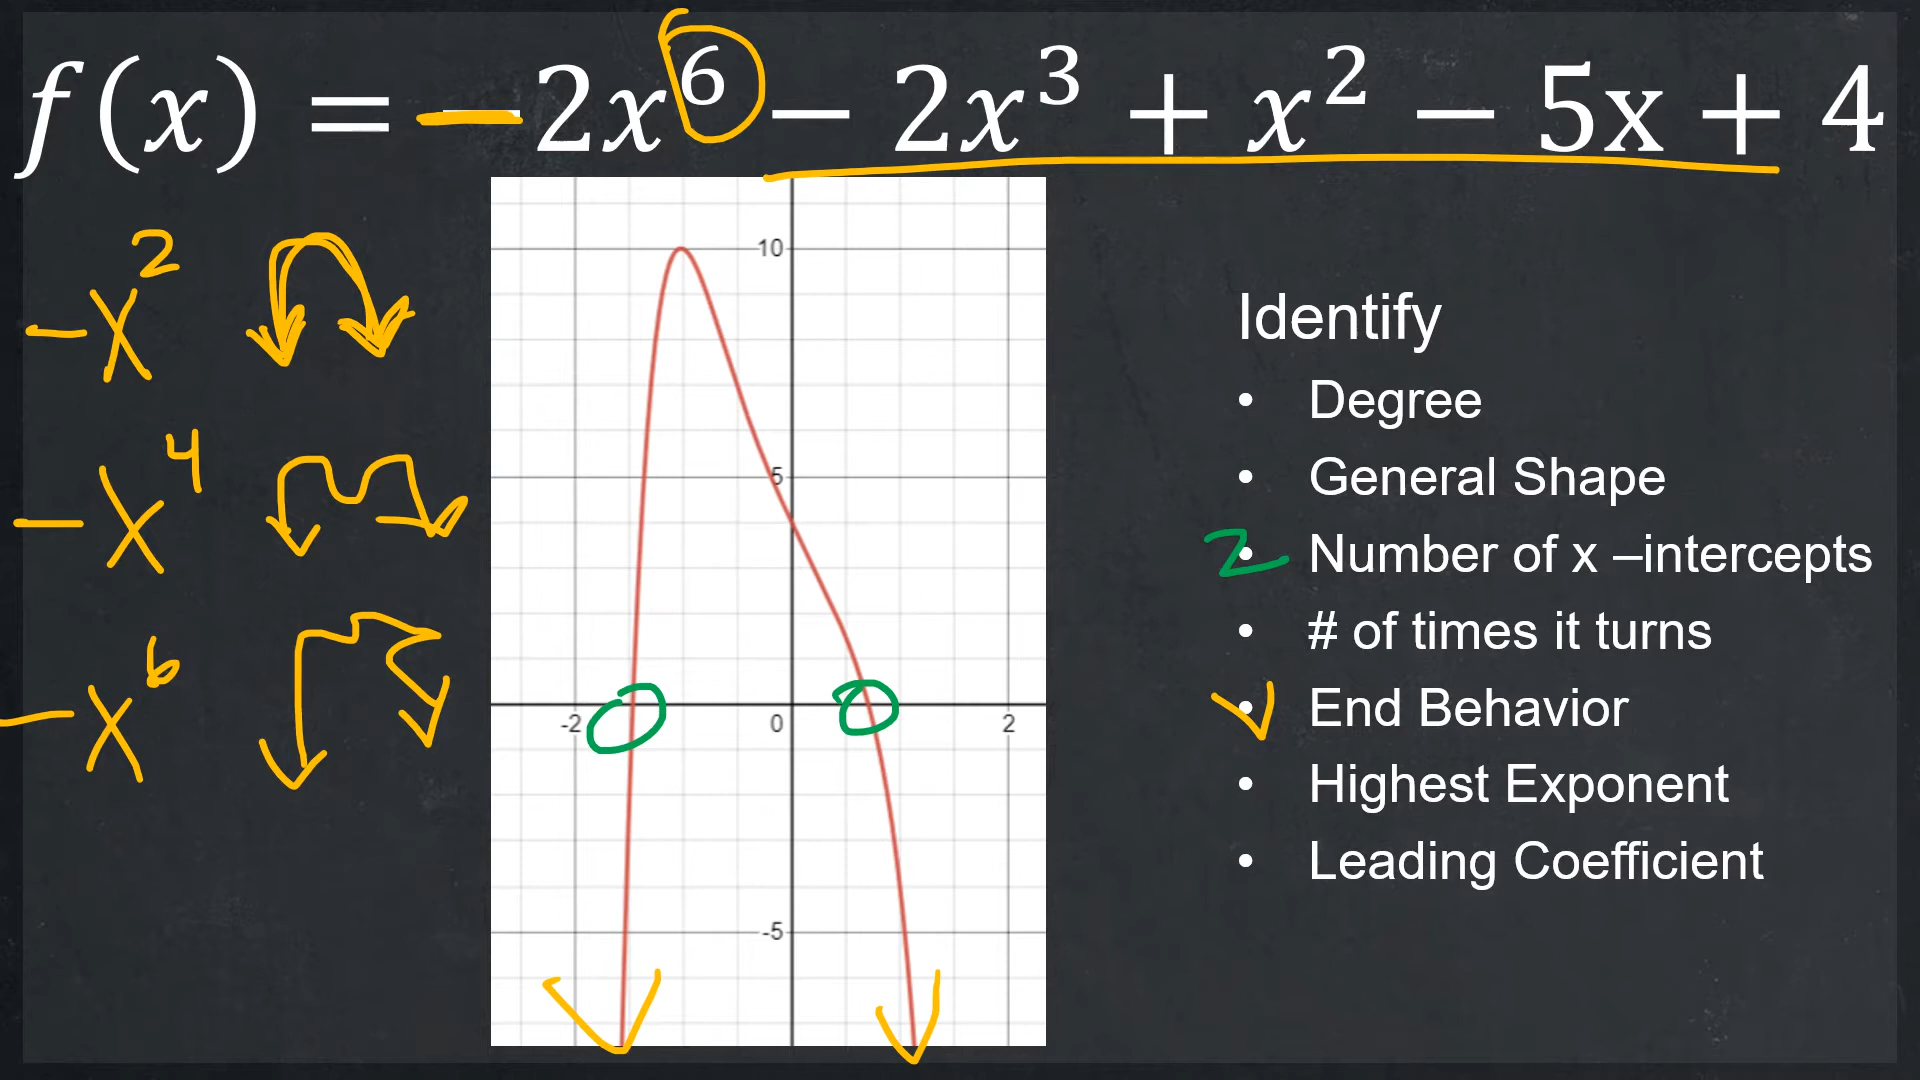 f(x) = −2x⁶ − 2x³ + x² − 5x + 4
−x²
−x⁴
−x⁶
10
5
-2 0 2
-5
Identify
• Degree
• General Shape
2 • Number of x –intercepts
• # of times it turns
• End Behavior
• Highest Exponent
• Leading Coefficient